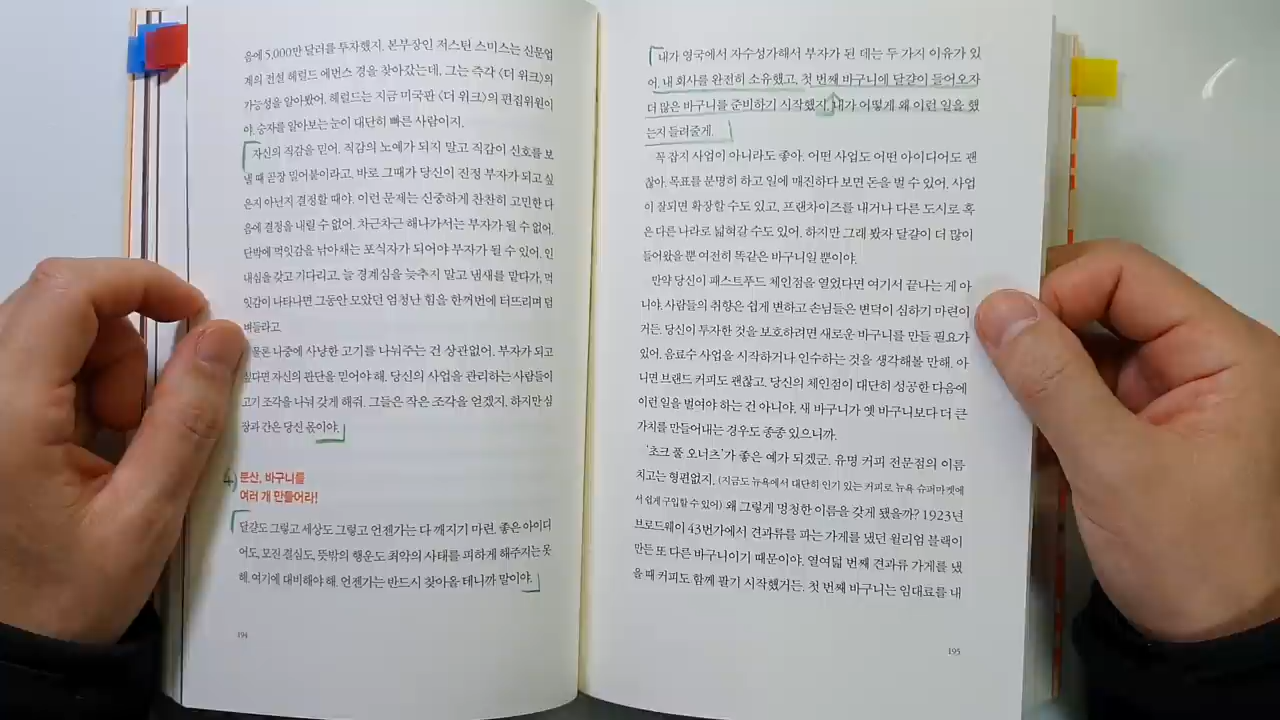 음에 5,000만 달러를 투자했지. 본부장인 저스틴 스미스는 신문업
계의 전설 헤럴드 에번스 경을 찾아갔는데, 그는 즉각 〈더 위크〉의
가능성을 알아봤어. 헤럴드는 지금 미국판 〈더 위크〉의 편집위원이
야. 승자를 알아보는 눈이 대단히 빠른 사람이지.
자신의 직감을 믿어. 직감의 노예가 되지 말고 직감이 신호를 보
낼 때 곧장 밀어붙이라고. 바로 그때가 당신이 진정 부자가 되고 싶
은지 아닌지 결정할 때야. 이런 문제는 신중하게 찬찬히 고민한 다
음에 결정을 내릴 수 없어. 차근차근 해나가서는 부자가 될 수 없어.
단박에 먹잇감을 낚아채는 포식자가 되어야 부자가 될 수 있어. 인
내심을 갖고 기다리고, 늘 경계심을 늦추지 말고 냄새를 맡다가, 먹
잇감이 나타나면 그동안 모았던 엄청난 힘을 한꺼번에 터뜨리며 덤
벼들라고.
물론 나중에 사냥한 고기를 나눠주는 건 상관없어. 부자가 되고
싶다면 자신의 판단을 믿어야 해. 당신의 사업을 관리하는 사람들이
고기 조각을 나눠 갖게 해줘. 그들은 작은 조각을 얻겠지. 하지만 심
장과 간은 당신 몫이야.
4) 분산, 바구니를
여러 개 만들어라!
달걀도 그렇고 세상도 그렇고 언젠가는 다 깨지기 마련. 좋은 아이디
어도, 모진 결심도, 뜻밖의 행운도 최악의 사태를 피하게 해주지는 못
해. 여기에 대비해야 해. 언젠가는 반드시 찾아올 테니까 말이야.
194
내가 영국에서 자수성가해서 부자가 된 데는 두 가지 이유가 있
어. 내 회사를 완전히 소유했고, 첫 번째 바구니에 달걀이 들어오자
더 많은 바구니를 준비하기 시작했지. 내가 어떻게 왜 이런 일을 했
는지 들려줄게.
꼭 잡지 사업이 아니라도 좋아. 어떤 사업도 어떤 아이디어도 괜
찮아. 목표를 분명히 하고 일에 매진하다 보면 돈을 벌 수 있어. 사업
이 잘되면 확장할 수도 있고, 프랜차이즈를 내거나 다른 도시로 혹
은 다른 나라로 넓혀갈 수도 있어. 하지만 그래 봤자 달걀이 더 많이
들어왔을 뿐 여전히 똑같은 바구니일 뿐이야.
만약 당신이 패스트푸드 체인점을 열었다면 여기서 끝나는 게 아
니야. 사람들의 취향은 쉽게 변하고 손님들은 변덕이 심하기 마련이
거든. 당신이 투자한 것을 보호하려면 새로운 바구니를 만들 필요가
있어. 음료수 사업을 시작하거나 인수하는 것을 생각해볼 만해. 아
니면 브랜드 커피도 괜찮고. 당신의 체인점이 대단히 성공한 다음에
이런 일을 벌여야 하는 건 아니야. 새 바구니가 옛 바구니보다 더 큰
가치를 만들어내는 경우도 종종 있으니까.
'초크 풀 오너츠'가 좋은 예가 되겠군. 유명 커피 전문점의 이름
치고는 형편없지. (지금도 뉴욕에서 대단히 인기 있는 커피로 뉴욕 슈퍼마켓에
서 쉽게 구입할 수 있어) 왜 그렇게 멍청한 이름을 갖게 됐을까? 1923년
브로드웨이 43번가에서 견과류를 파는 가게를 냈던 윌리엄 블랙이
만든 또 다른 바구니이기 때문이야. 열여덟 번째 견과류 가게를 냈
을 때 커피도 함께 팔기 시작했거든. 첫 번째 바구니는 임대료를 내
195